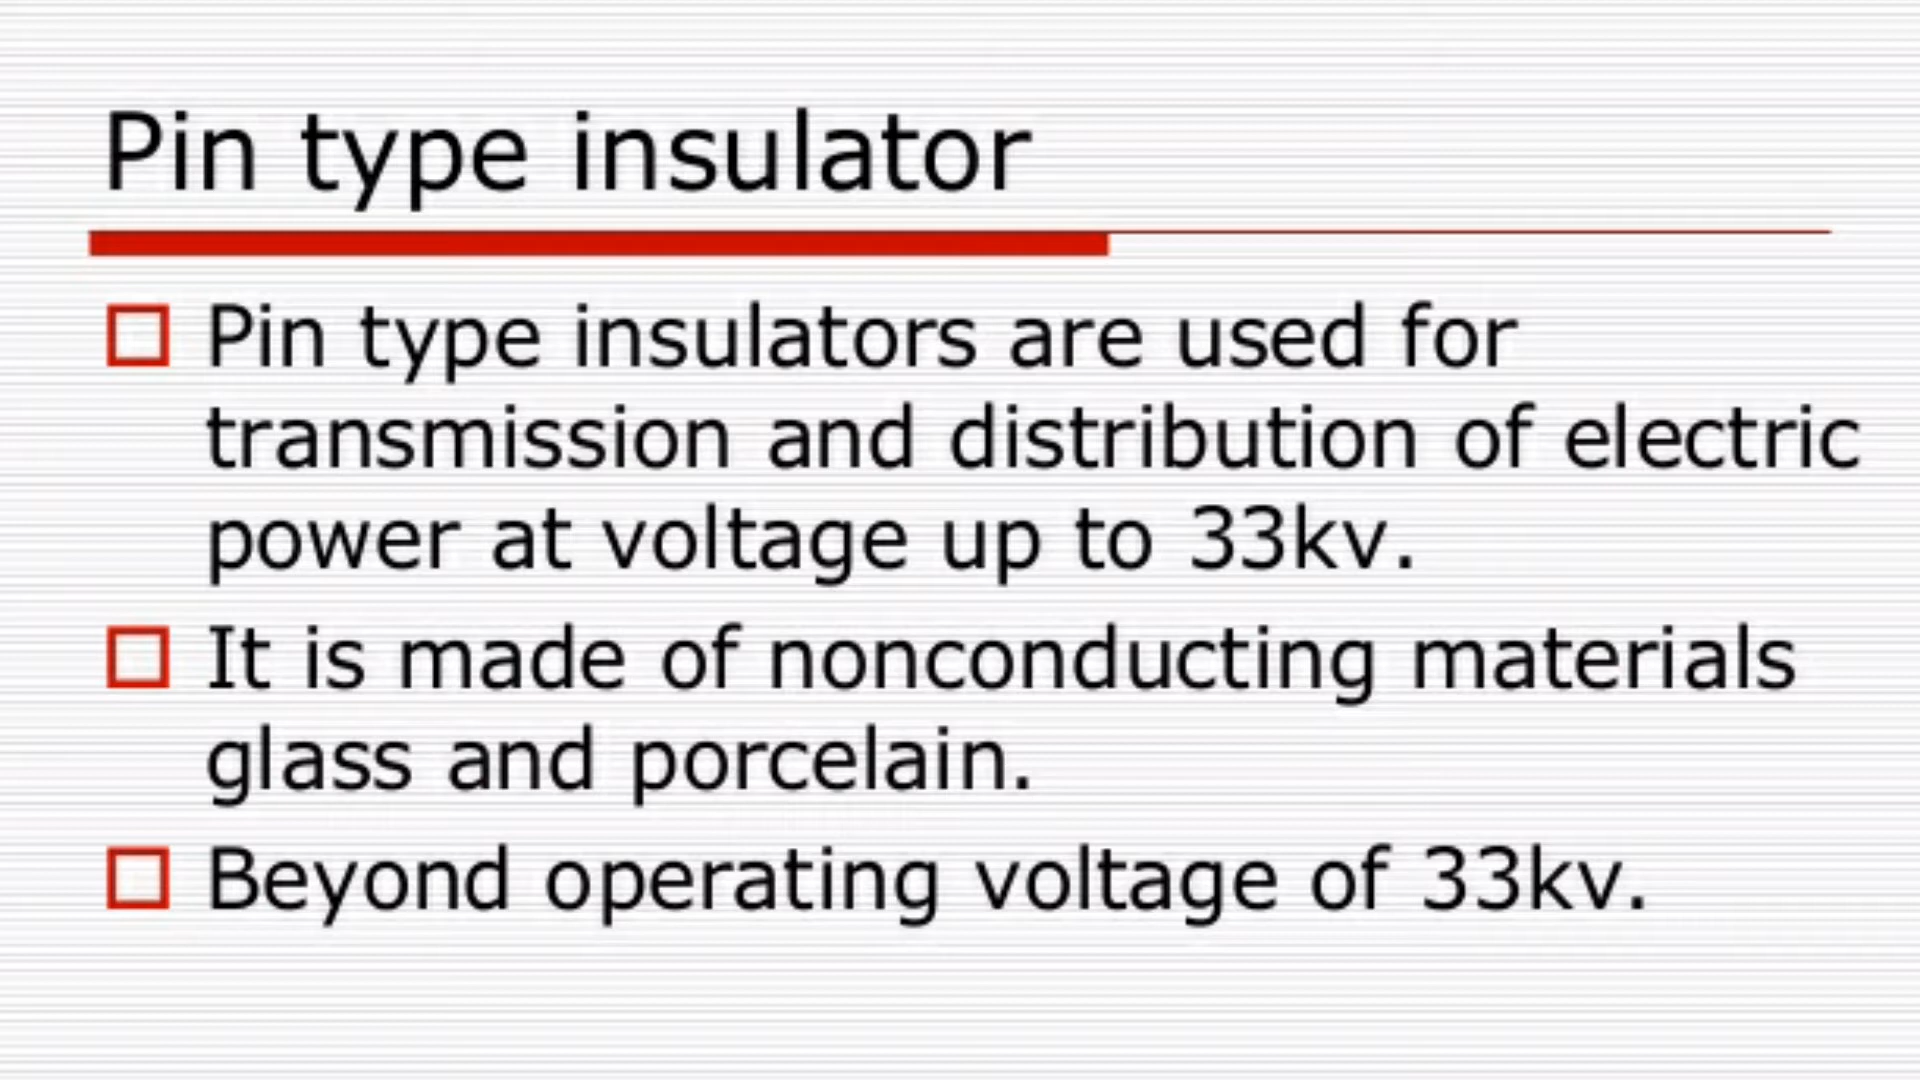 Pin type insulator
Pin type insulators are used for
transmission and distribution of electric
power at voltage up to 33kv.
It is made of nonconducting materials
glass and porcelain.
Beyond operating voltage of 33kv.